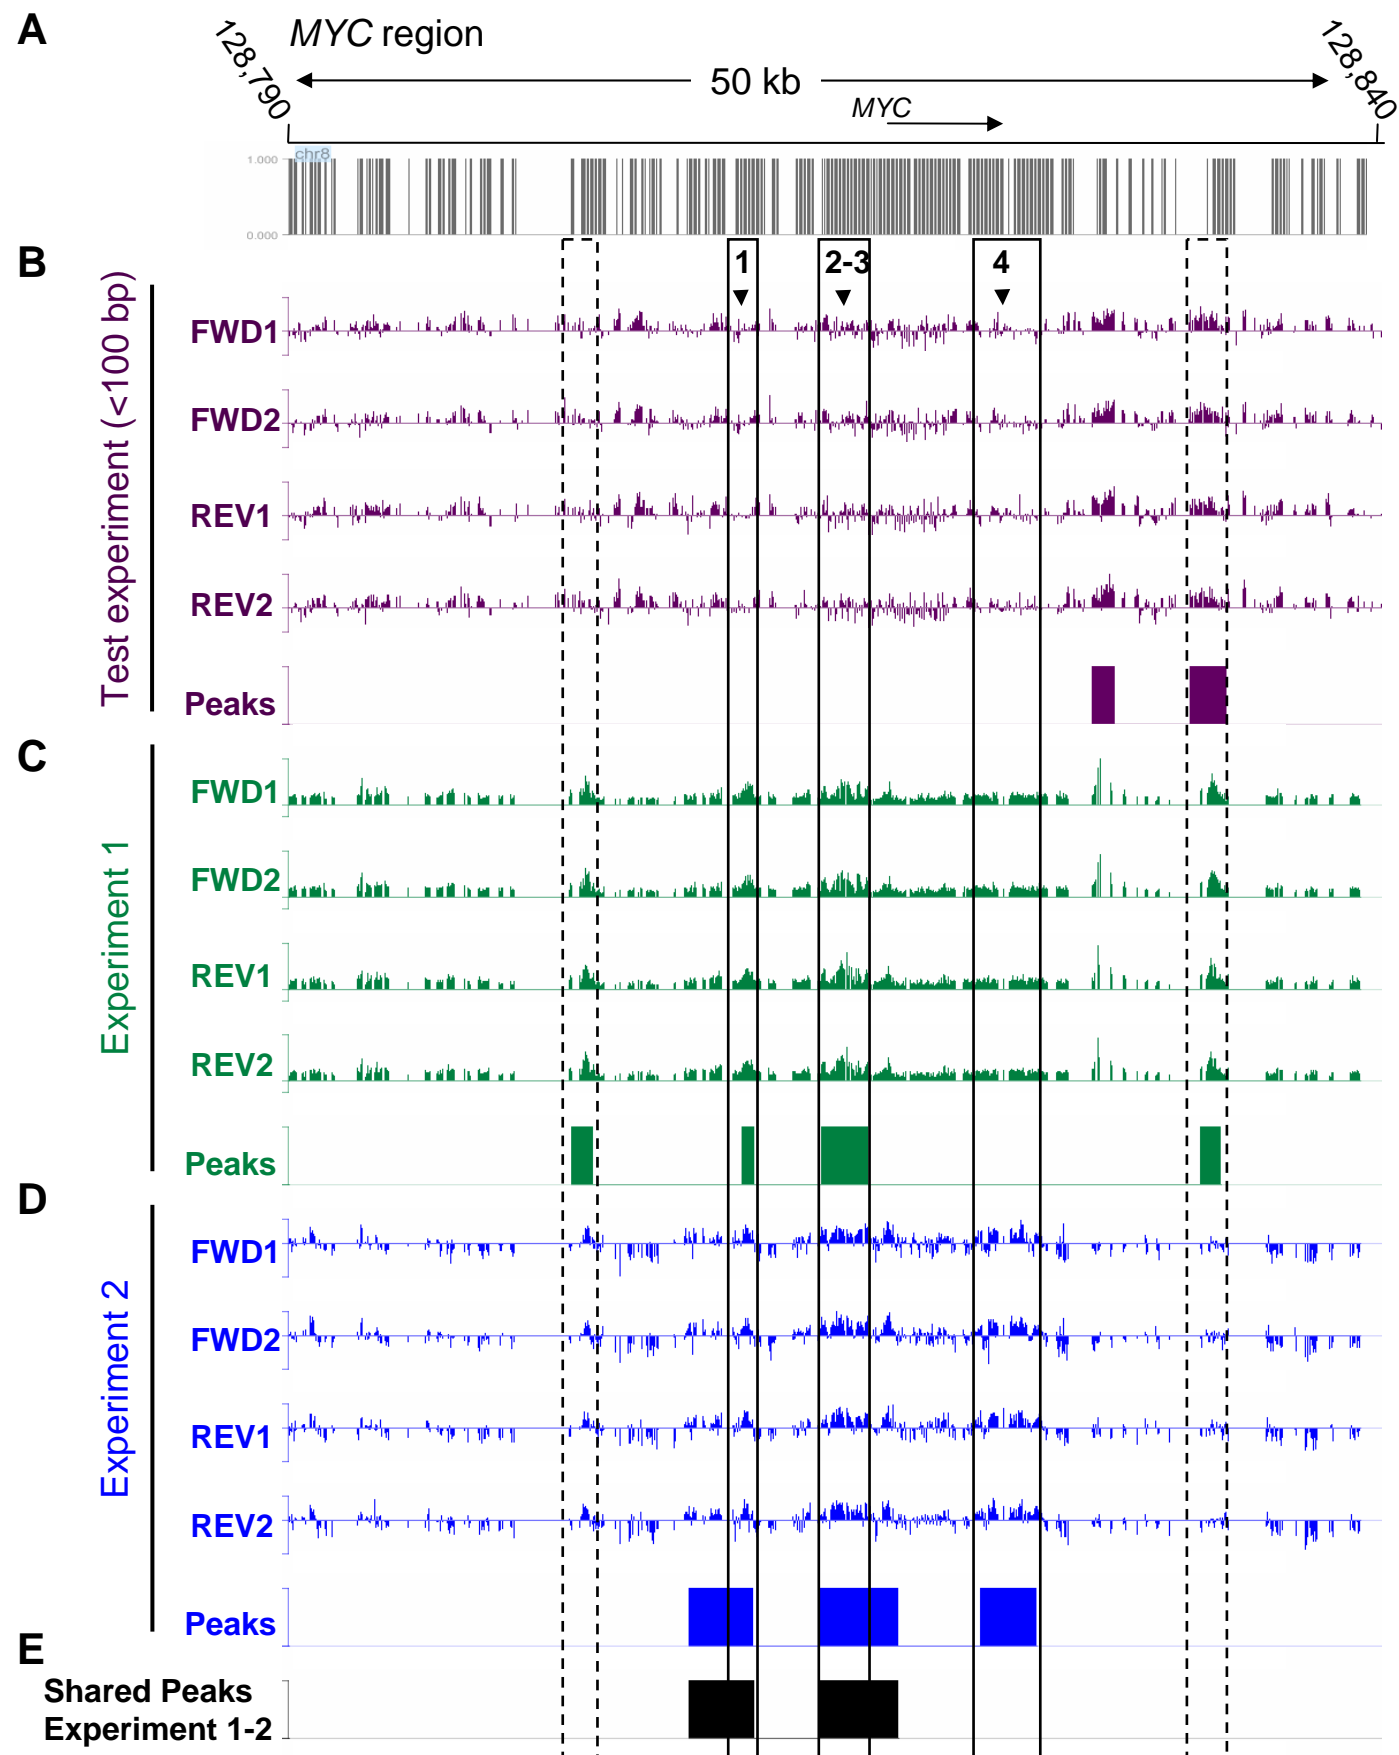 A
MYC region
128,790
128,840
50 kb
MYC
chr8
1.000
0.000
B
1
2-3
4
Test experiment (<100 bp)
FWD1
FWD2
REV1
REV2
Peaks
C
Experiment 1
FWD1
FWD2
REV1
REV2
Peaks
D
Experiment 2
FWD1
FWD2
REV1
REV2
Peaks
E
Shared Peaks
Experiment 1-2